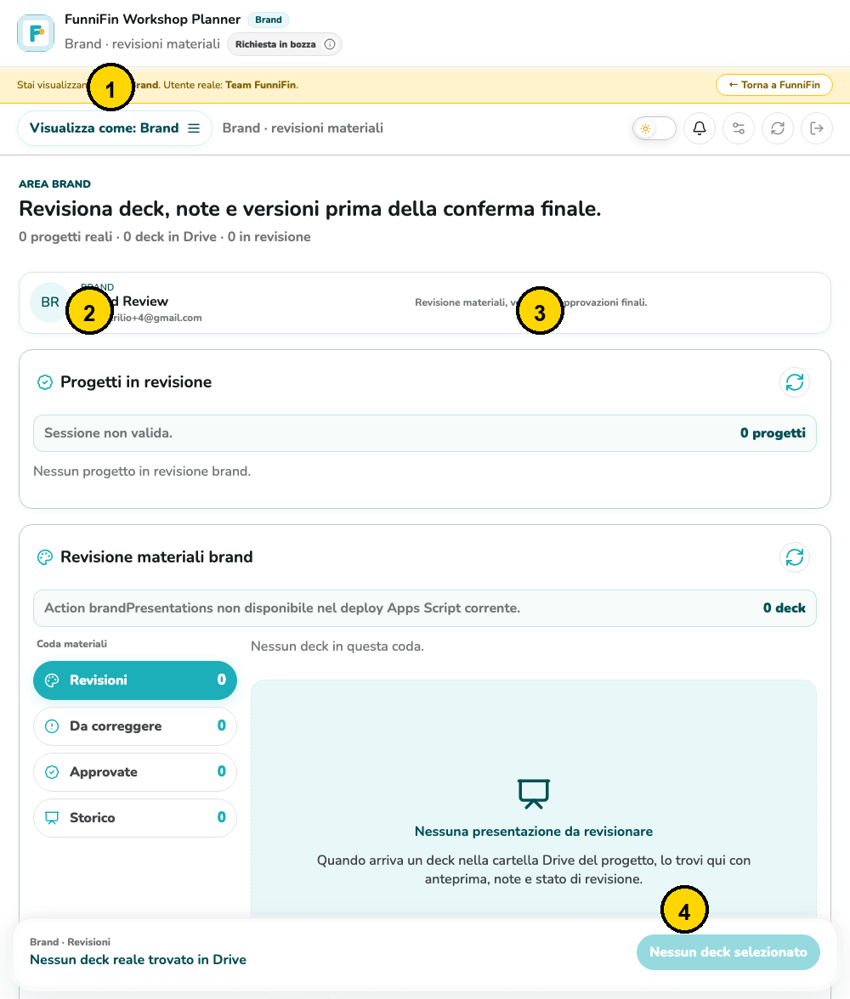 FunniFin Workshop Planner Brand
Brand · revisioni materiali Richiesta in bozza
Stai visualizzan rand. Utente reale: Team FunniFin.
← Torna a FunniFin
1
Visualizza come: Brand Brand · revisioni materiali
AREA BRAND
Revisiona deck, note e versioni prima della conferma finale.
0 progetti reali · 0 deck in Drive · 0 in revisione
BR
BRAND
d Review
rilio+4@gmail.com
2
Revisione materiali, v pprovazioni finali.
3
Progetti in revisione
Sessione non valida. 0 progetti
Nessun progetto in revisione brand.
Revisione materiali brand
Action brandPresentations non disponibile nel deploy Apps Script corrente. 0 deck
Coda materiali
Revisioni 0
Da correggere 0
Approvate 0
Storico 0
Nessun deck in questa coda.
Nessuna presentazione da revisionare
Quando arriva un deck nella cartella Drive del progetto, lo trovi qui con
anteprima, note e stato di revisione.
4
Brand · Revisioni
Nessun deck reale trovato in Drive
Nessun deck selezionato